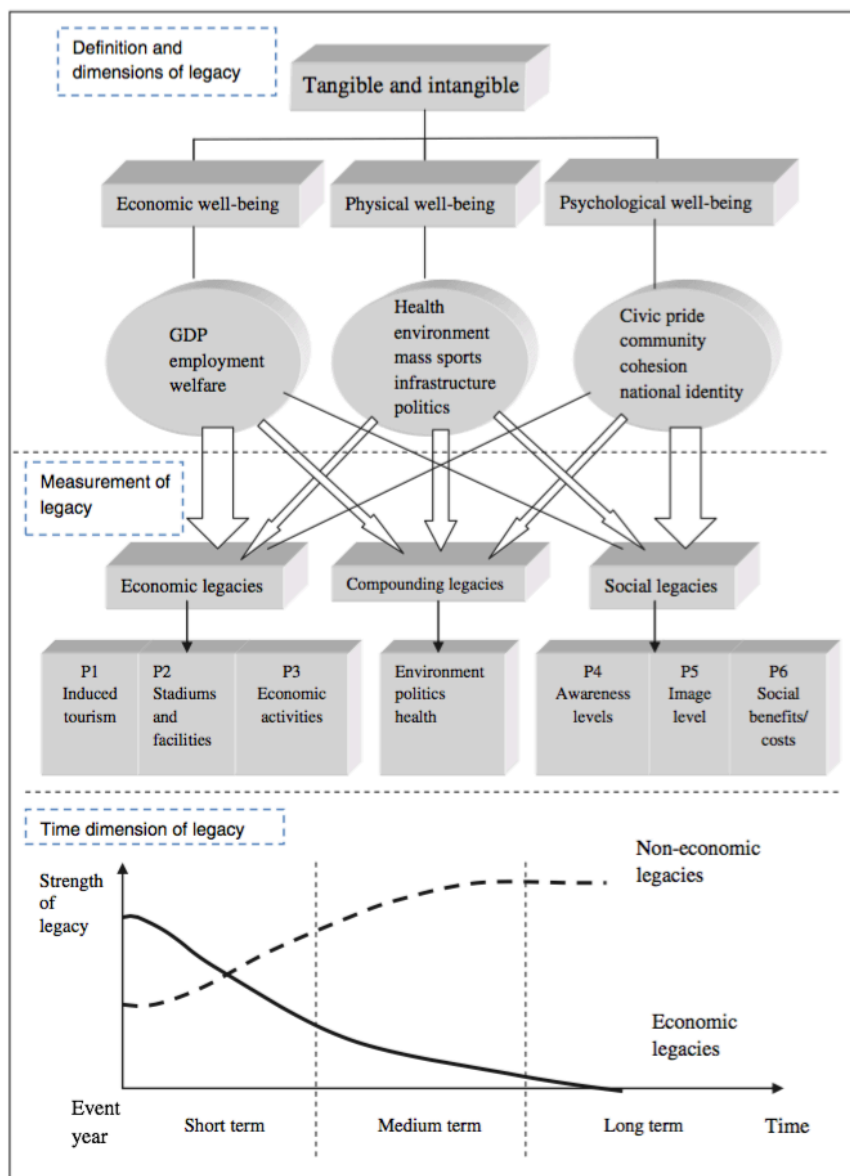 Definition and
dimensions of legacy
Tangible and intangible
Economic well-being
Physical well-being
Psychological well-being
GDP
employment
welfare
Health
environment
mass sports
infrastructure
politics
Civic pride
community
cohesion
national identity
Measurement of
legacy
Economic legacies
Compounding legacies
Social legacies
P1
Induced
tourism
P2
Stadiums
and
facilities
P3
Economic
activities
Environment
politics
health
P4
Awareness
levels
P5
Image
level
P6
Social
benefits/
costs
Time dimension of legacy
Strength
of
legacy
Non-economic
legacies
Economic
legacies
Event
year
Short term
Medium term
Long term
Time